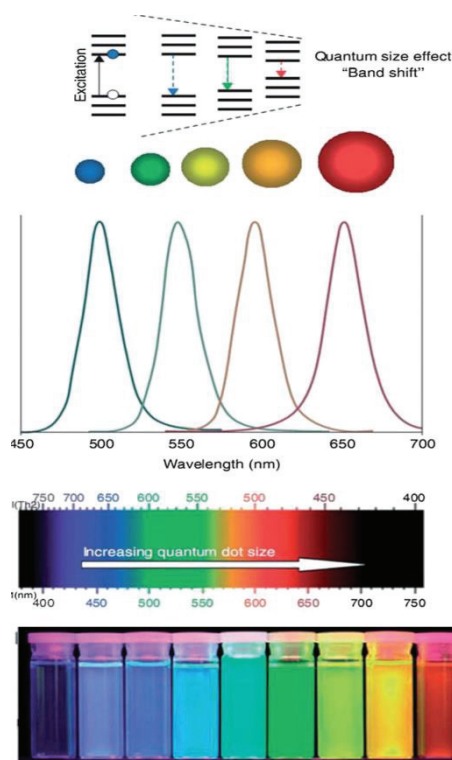 Excitation
Quantum size effect
“Band shift”
450 500 550 600 650 700
Wavelength (nm)
750 700 650 600 550 500 450 400
Increasing quantum dot size
400 450 500 550 600 650 700 750